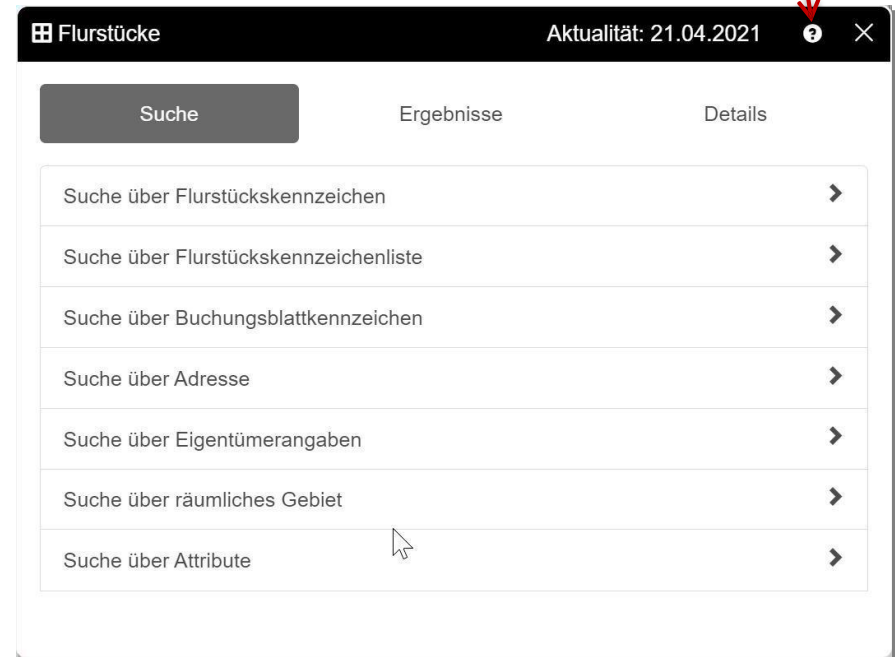 Flurstücke Aktualität: 21.04.2021
Suche Ergebnisse Details
Suche über Flurstückskennzeichen
Suche über Flurstückskennzeichenliste
Suche über Buchungsblattkennzeichen
Suche über Adresse
Suche über Eigentümerangaben
Suche über räumliches Gebiet
Suche über Attribute